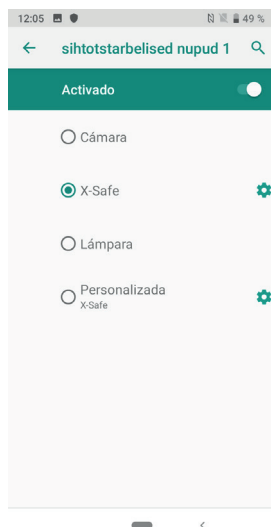 12:05 49 %
sihtotstarbelised nupud 1
Activado
Cámara
X-Safe
Lámpara
Personalizada
X-Safe